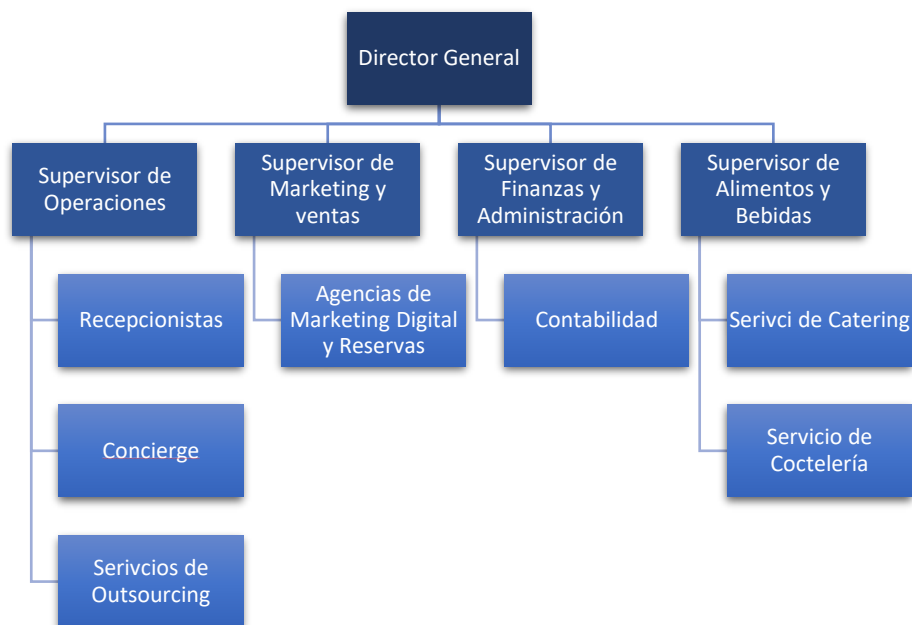 Director General
Supervisor de
Operaciones
Supervisor de
Marketing y
ventas
Supervisor de
Finanzas y
Administración
Supervisor de
Alimentos y
Bebidas
Recepcionistas
Agencias de
Marketing Digital
y Reservas
Contabilidad
Serivci de Catering
Concierge
Servicio de
Coctelería
Serivcios de
Outsourcing